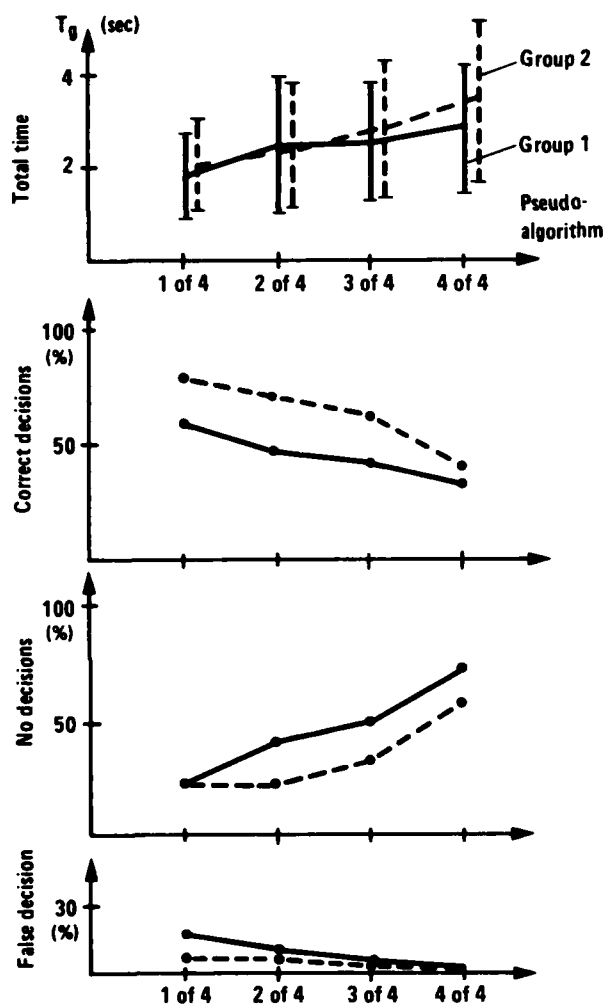 Tg (sec)
4
2
Total time
Group 2
Group 1
Pseudo-
algorithm
1 of 4 2 of 4 3 of 4 4 of 4
100
(%)
50
Correct decisions
100
(%)
50
No decisions
30
(%)
False decision
1 of 4 2 of 4 3 of 4 4 of 4